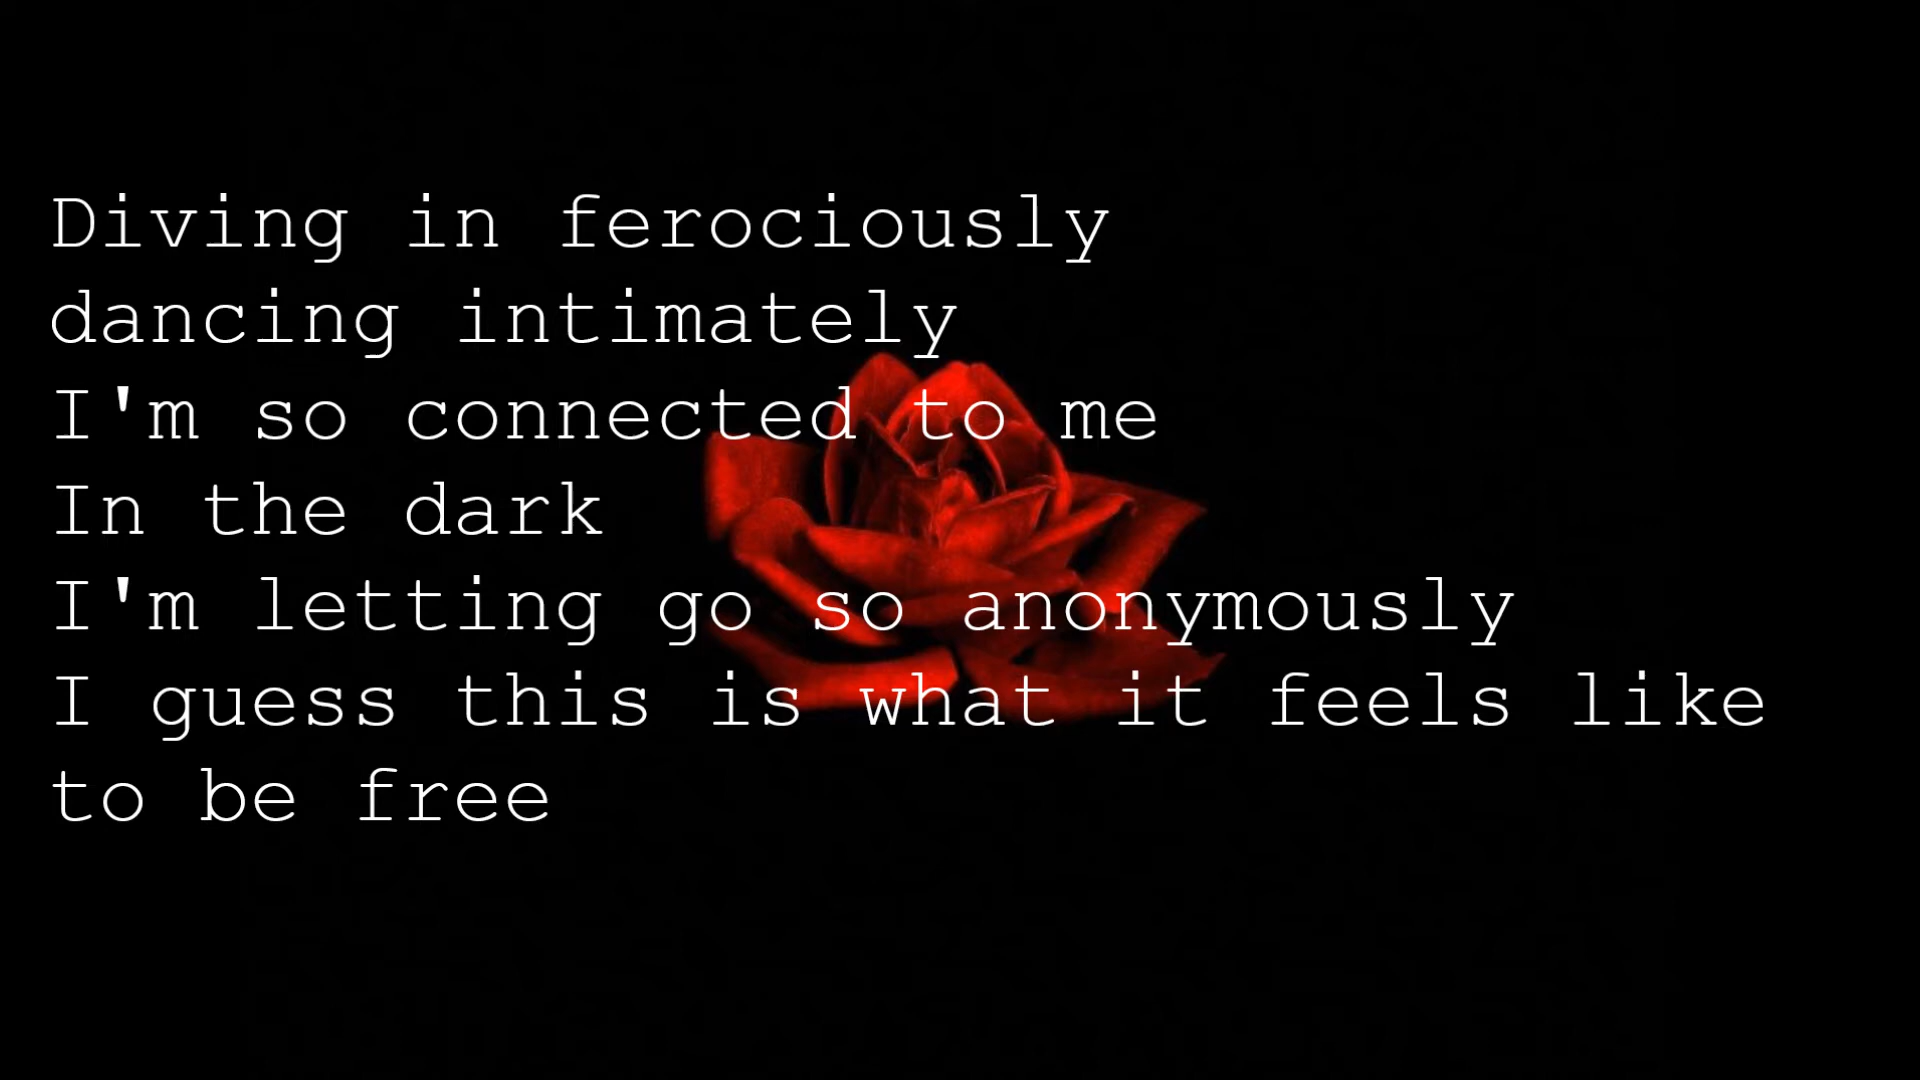 Diving in ferociously
dancing intimately
I'm so connected to me
In the dark
I'm letting go so anonymously
I guess this is what it feels like
to be free